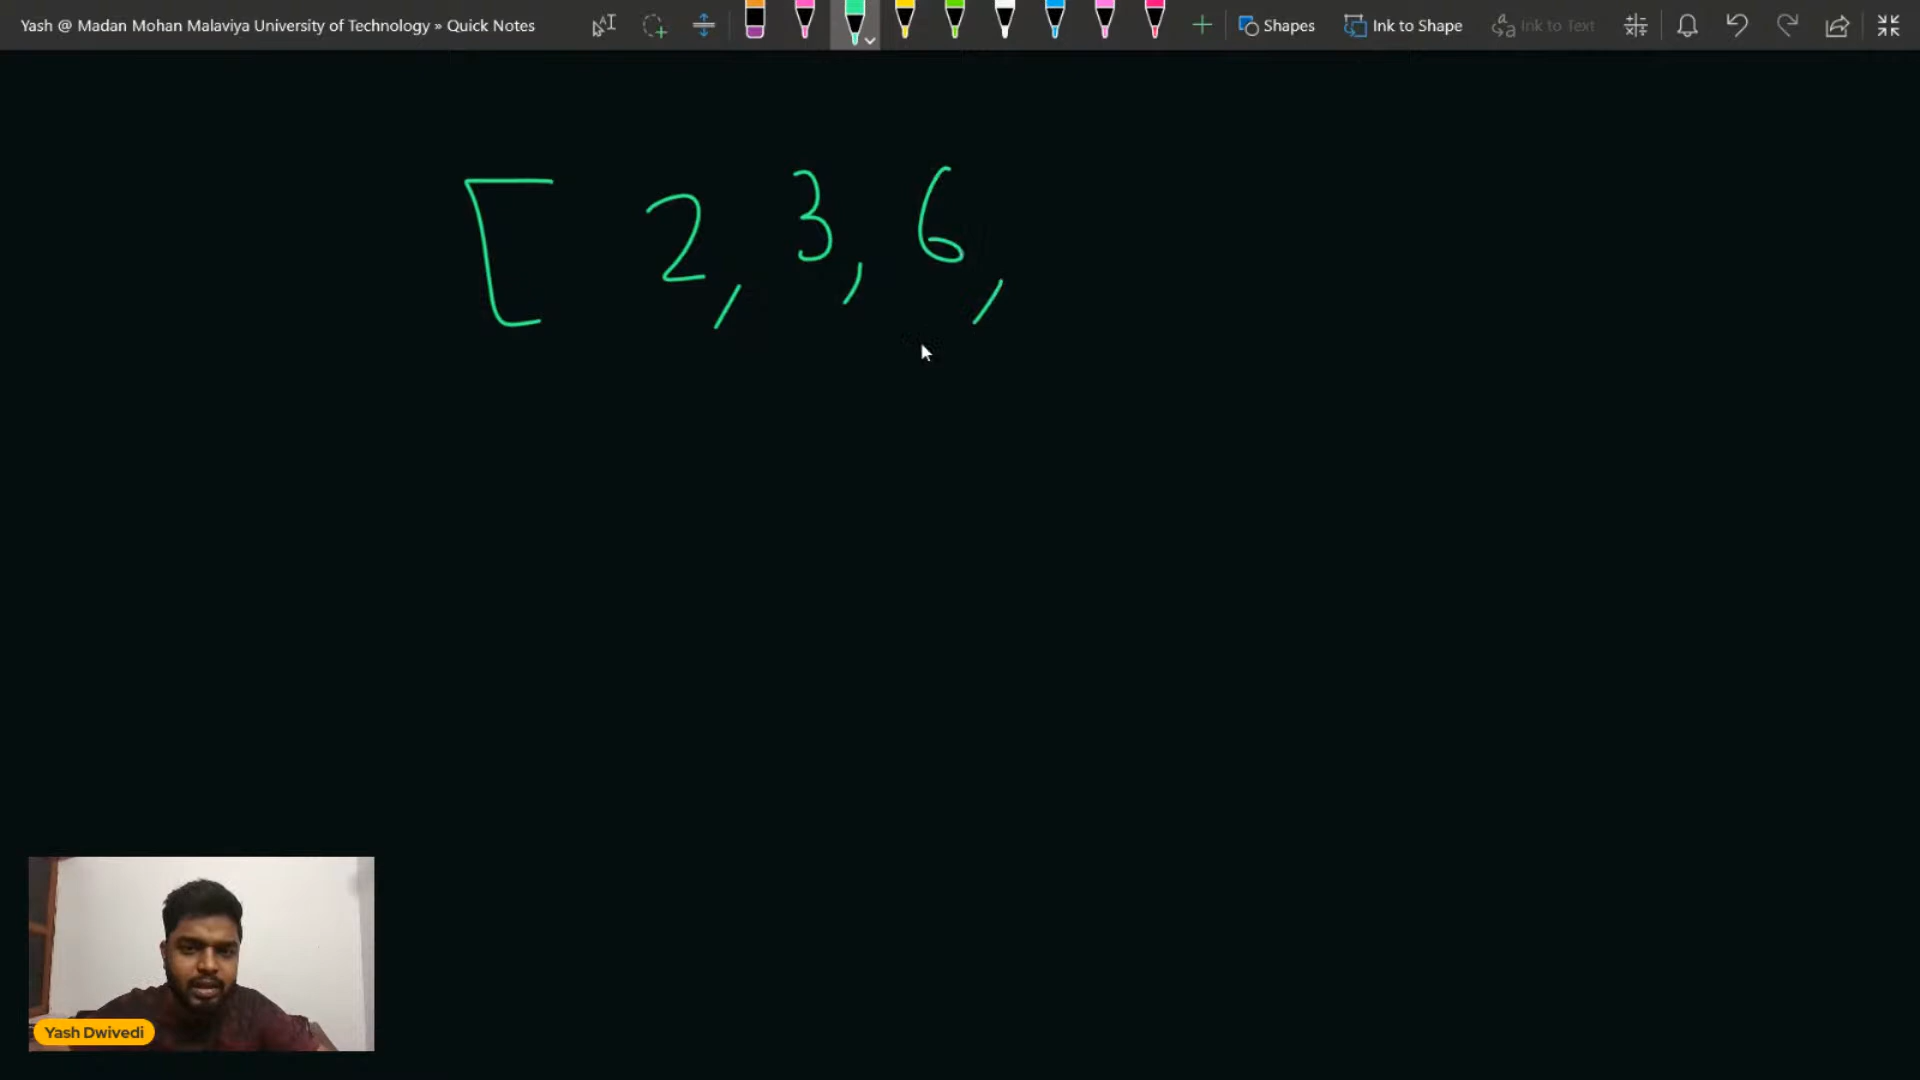 Yash @ Madan Mohan Malaviya University of Technology » Quick Notes Shapes Ink to Shape Ink to Text
[ 2, 3, 6,
Yash Dwivedi